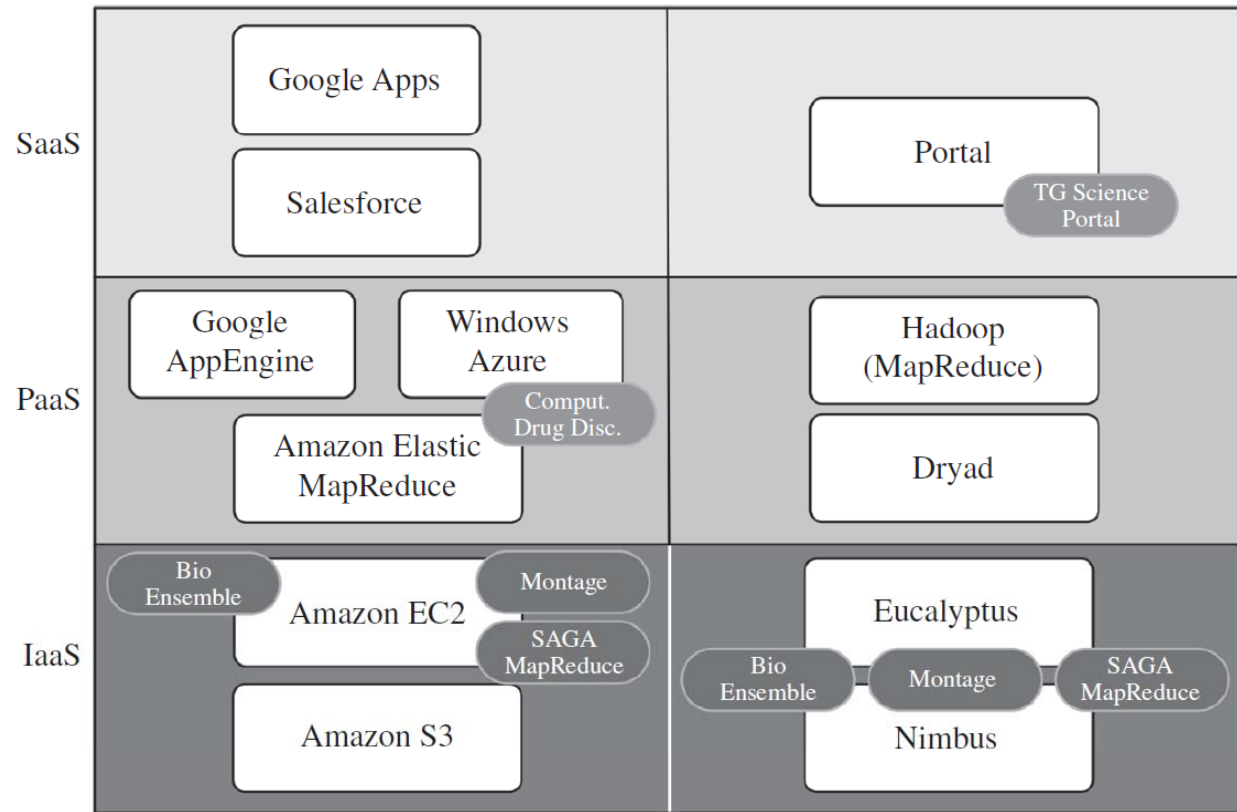 SaaS
Google Apps
Salesforce
Portal
TG Science
Portal
PaaS
Google
AppEngine
Windows
Azure
Comput.
Drug Disc.
Amazon Elastic
MapReduce
Hadoop
(MapReduce)
Dryad
IaaS
Bio
Ensemble
Amazon EC2
Montage
SAGA
MapReduce
Amazon S3
Eucalyptus
Bio
Ensemble
Montage
SAGA
MapReduce
Nimbus